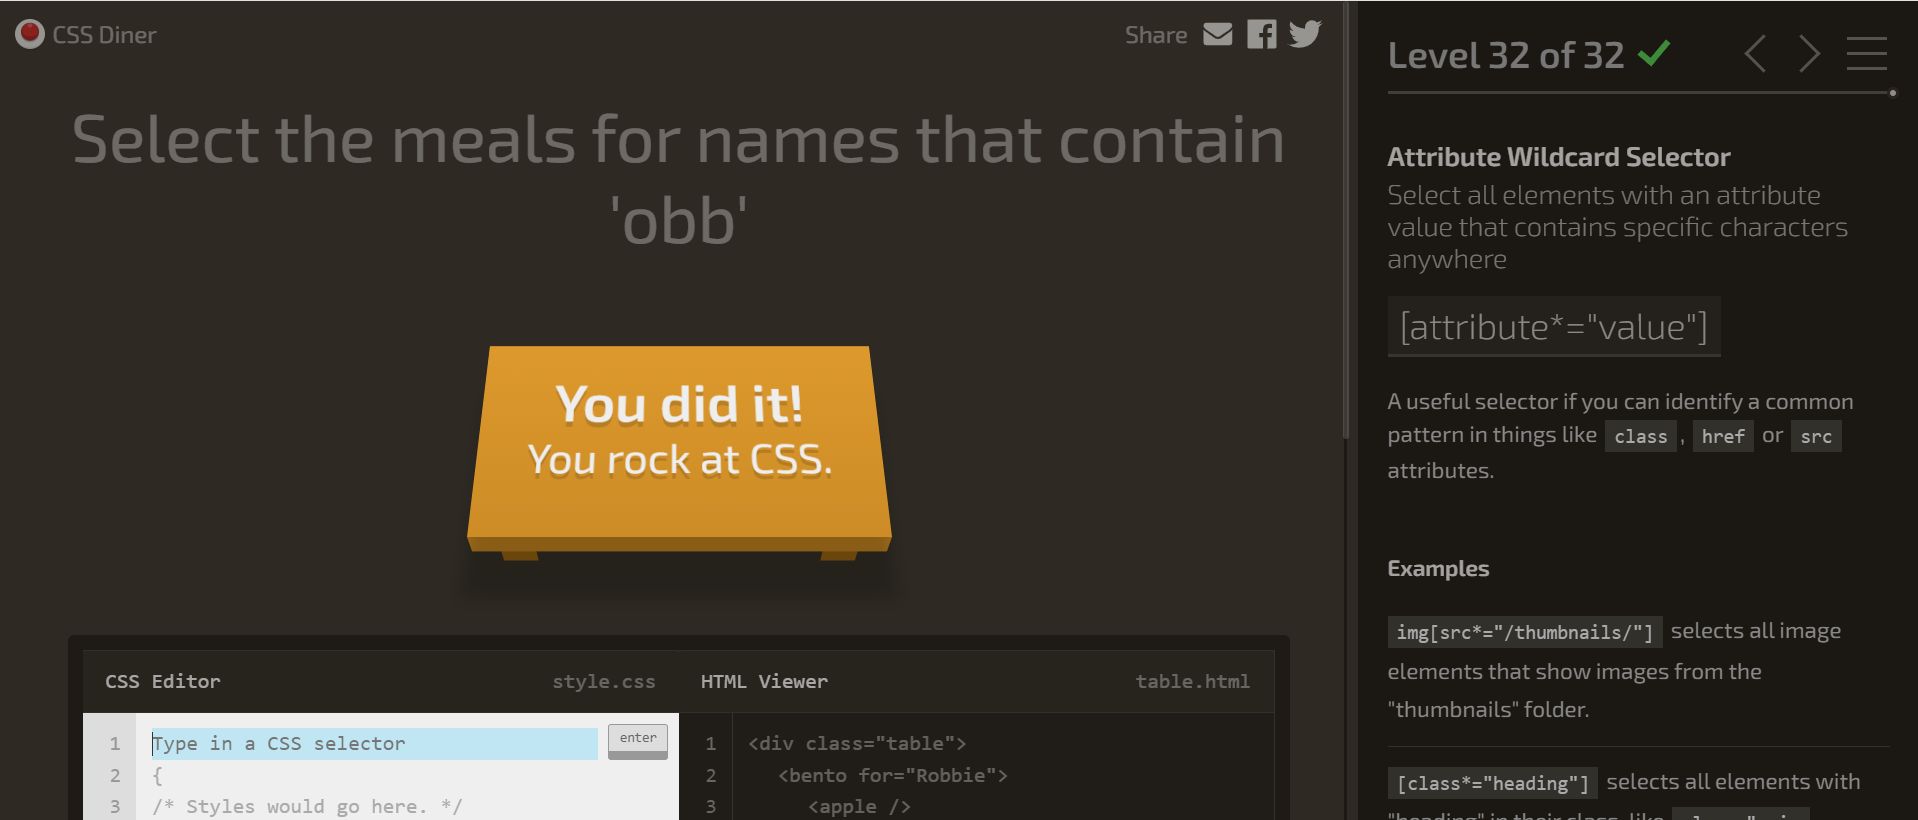 CSS Diner
Share
Select the meals for names that contain
'obb'
You did it!
You rock at CSS.
CSS Editor
style.css
1
Type in a CSS selector
enter
2
{
3
/* Styles would go here. */
HTML Viewer
table.html
1
<div class="table">
2
<bento for="Robbie">
3
<apple />
Level 32 of 32
Attribute Wildcard Selector
Select all elements with an attribute
value that contains specific characters
anywhere
[attribute*="value"]
A useful selector if you can identify a common
pattern in things like class , href or src
attributes.
Examples
img[src*="/thumbnails/"] selects all image
elements that show images from the
"thumbnails" folder.
[class*="heading"] selects all elements with
"heading" in their class, like